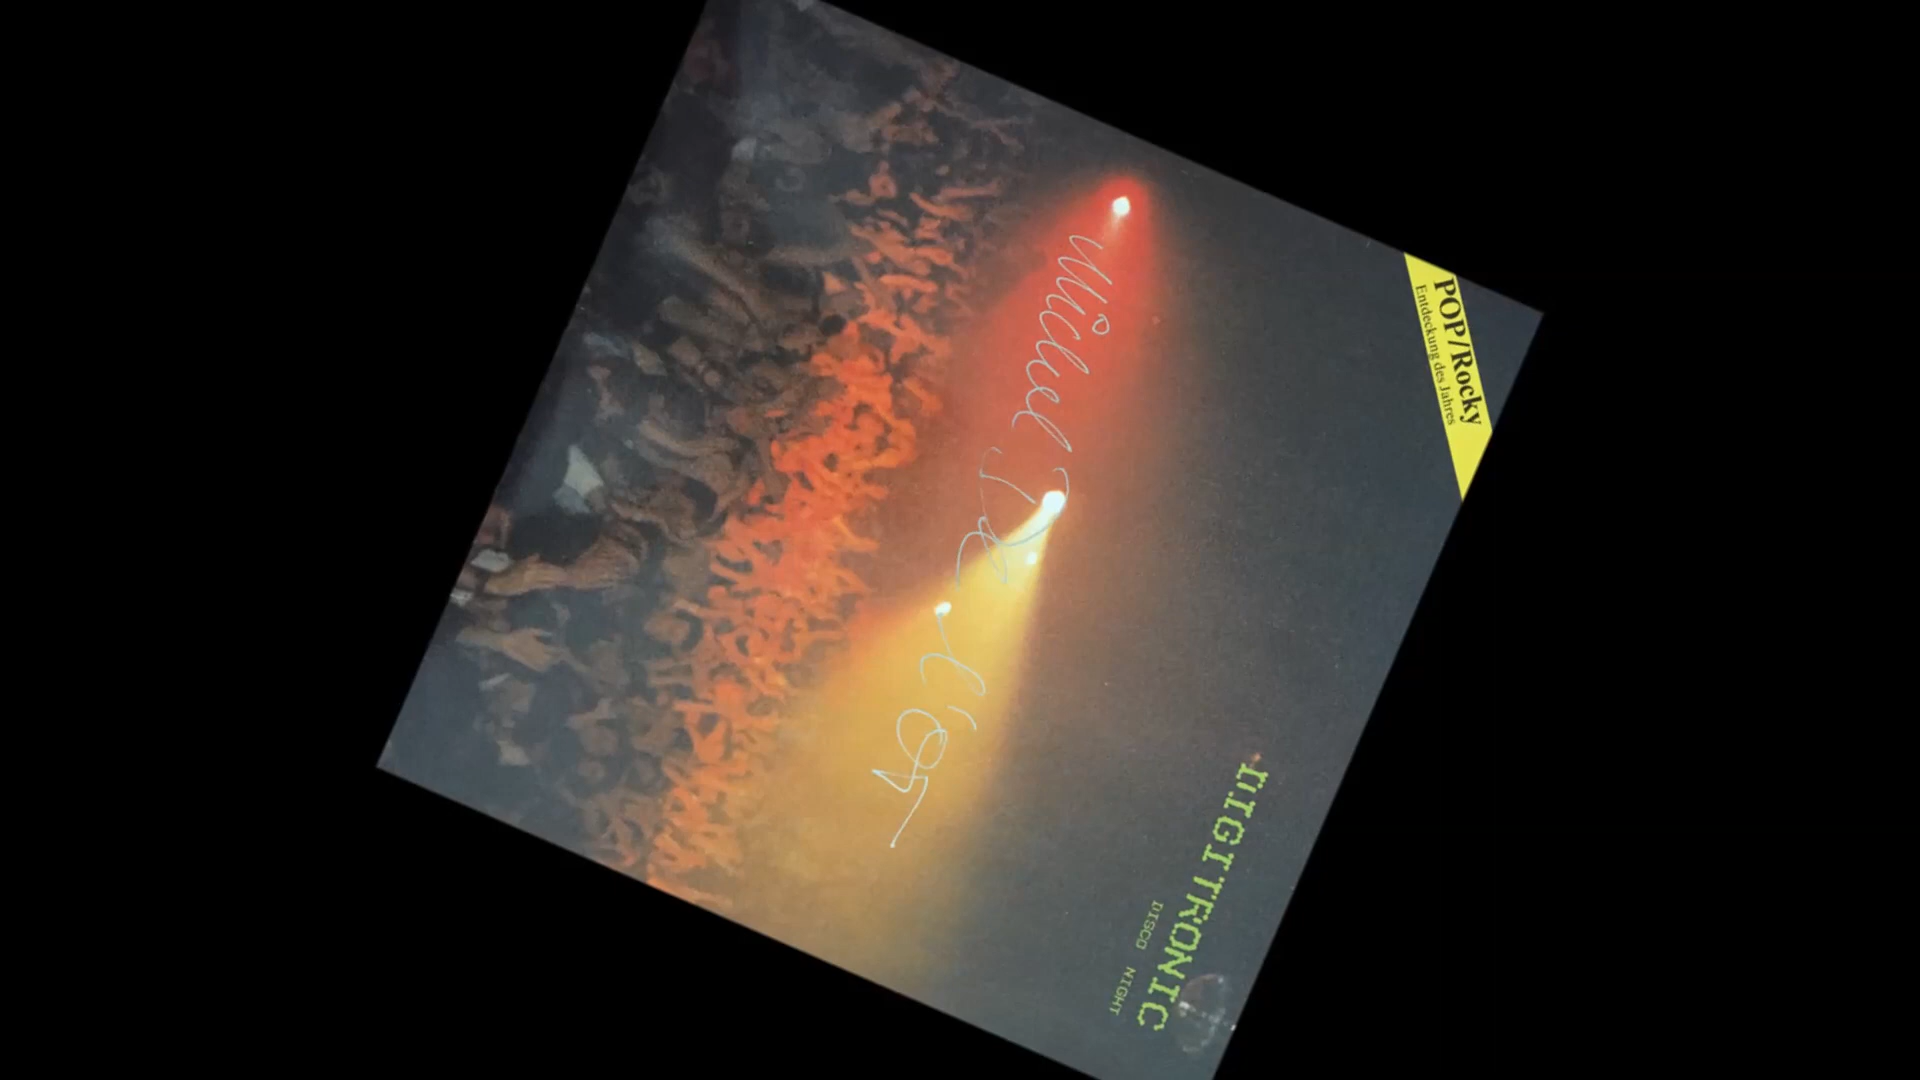 POP/Rocky
Entdeckung des Jahres
DIGITRONIC
DISCO NIGHT